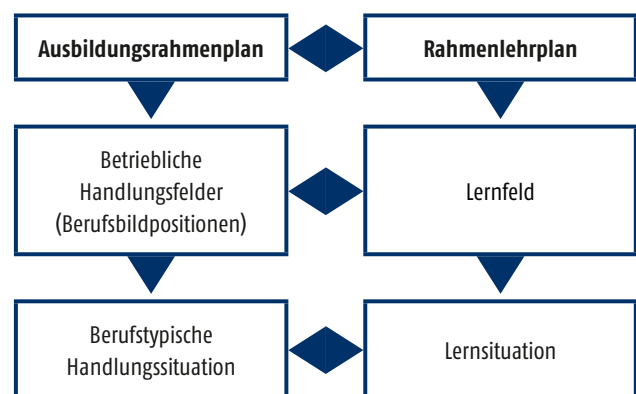 Ausbildungsrahmenplan
Rahmenlehrplan
Betriebliche
Handlungsfelder
(Berufsbildpositionen)
Lernfeld
Berufstypische
Handlungssituation
Lernsituation